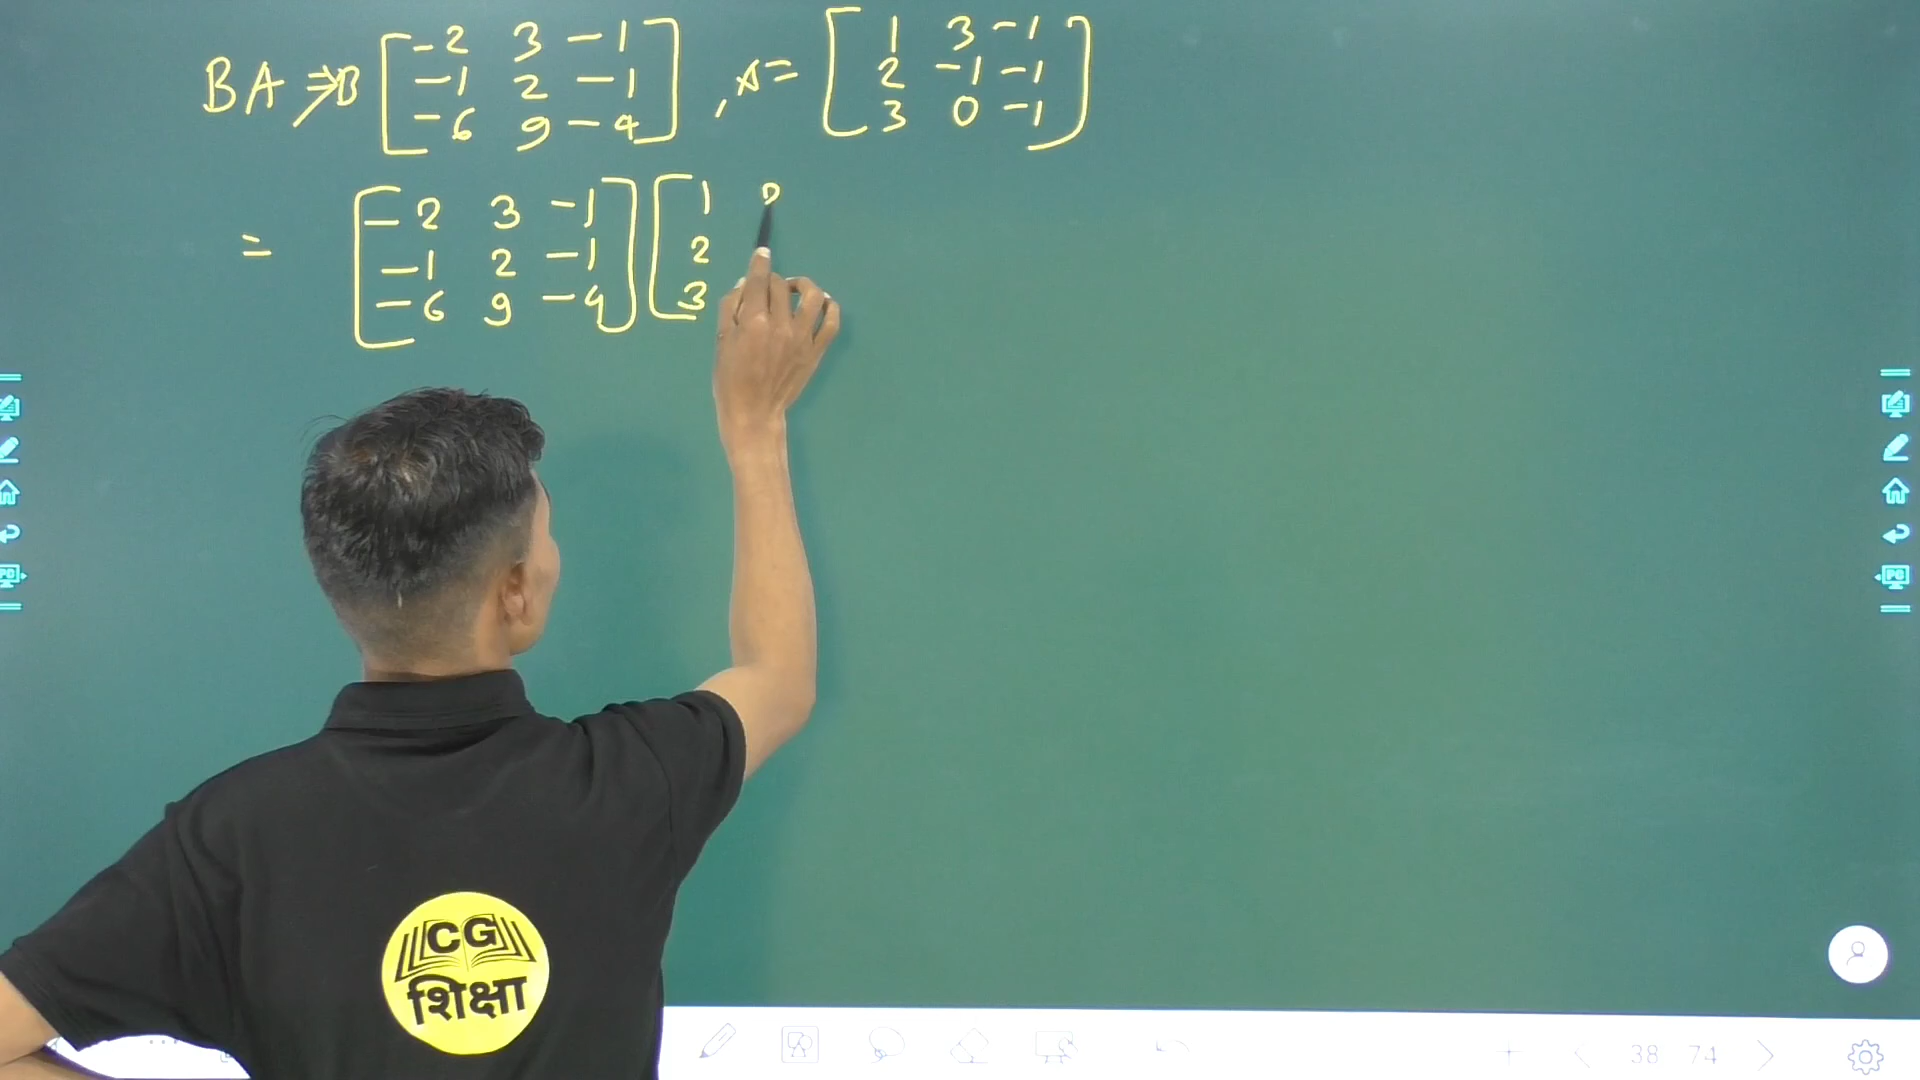 BA ⇒ B [ -2 3 -1 , A = [ 1 3 -1
-1 2 -1 2 -1 -1
-6 9 -4 ] 3 0 -1 ]
= [ -2 3 -1 ] [ 1
-1 2 -1 2
-6 9 -4 3
CG
शिक्षा
38 74